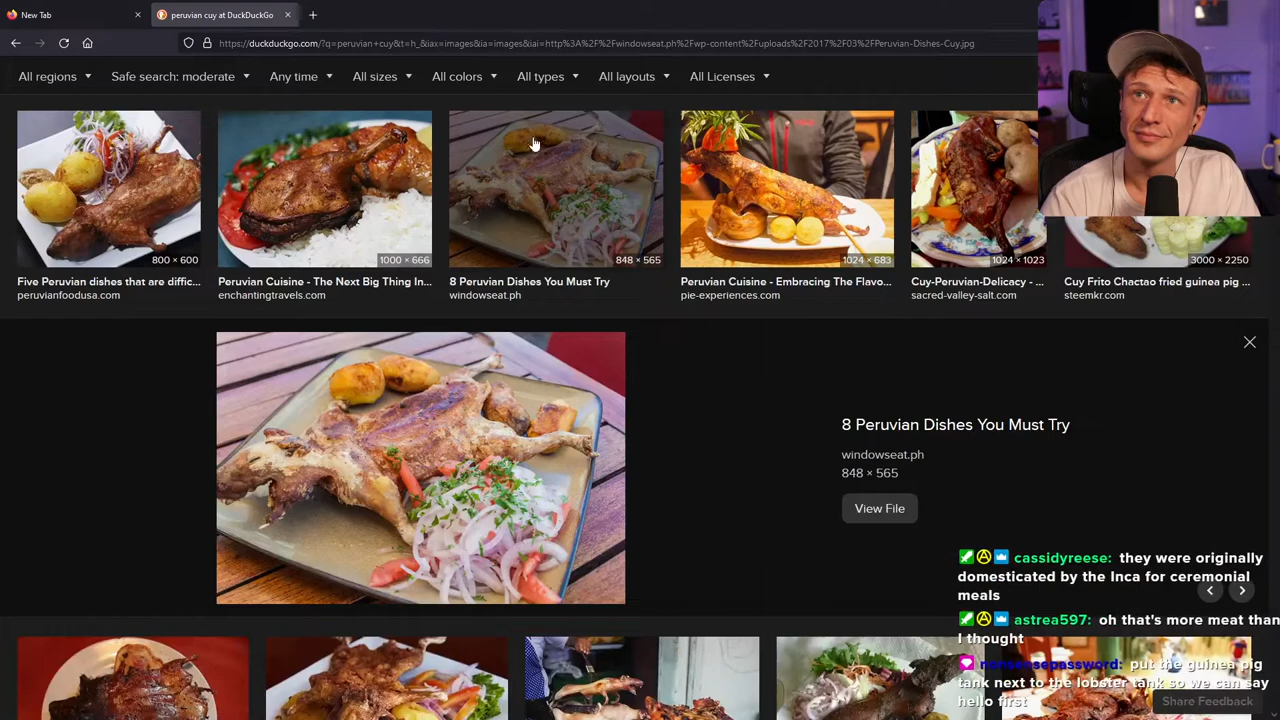 New Tab
peruvian cuy at DuckDuckGo
https://duckduckgo.com/?q=peruvian+cuy&t=h_&iax=images&ia=images&iai=http%3A%2F%2Fwindowseat.ph%2Fwp-content%2Fuploads%2F2017%2F03%2FPeruvian-Dishes-Cuy.jpg
All regions
Safe search: moderate
Any time
All sizes
All colors
All types
All layouts
All Licenses
800 × 600
1000 × 666
848 × 565
1024 × 683
1024 × 1023
3000 × 2250
Five Peruvian dishes that are diffic...
Peruvian Cuisine - The Next Big Thing In...
8 Peruvian Dishes You Must Try
Peruvian Cuisine - Embracing The Flavo...
Cuy-Peruvian-Delicacy - ...
Cuy Frito Chactao fried guinea pig ...
peruvianfoodusa.com
enchantingtravels.com
windowseat.ph
pie-experiences.com
sacred-valley-salt.com
steemkr.com
8 Peruvian Dishes You Must Try
windowseat.ph
848 × 565
View File
cassidyreese: they were originally
domesticated by the Inca for ceremonial
meals
astrea597: oh that's more meat than
I thought
nonsensepassword: put the guinea pig
tank next to the lobster tank so we can say
hello first
Share Feedback